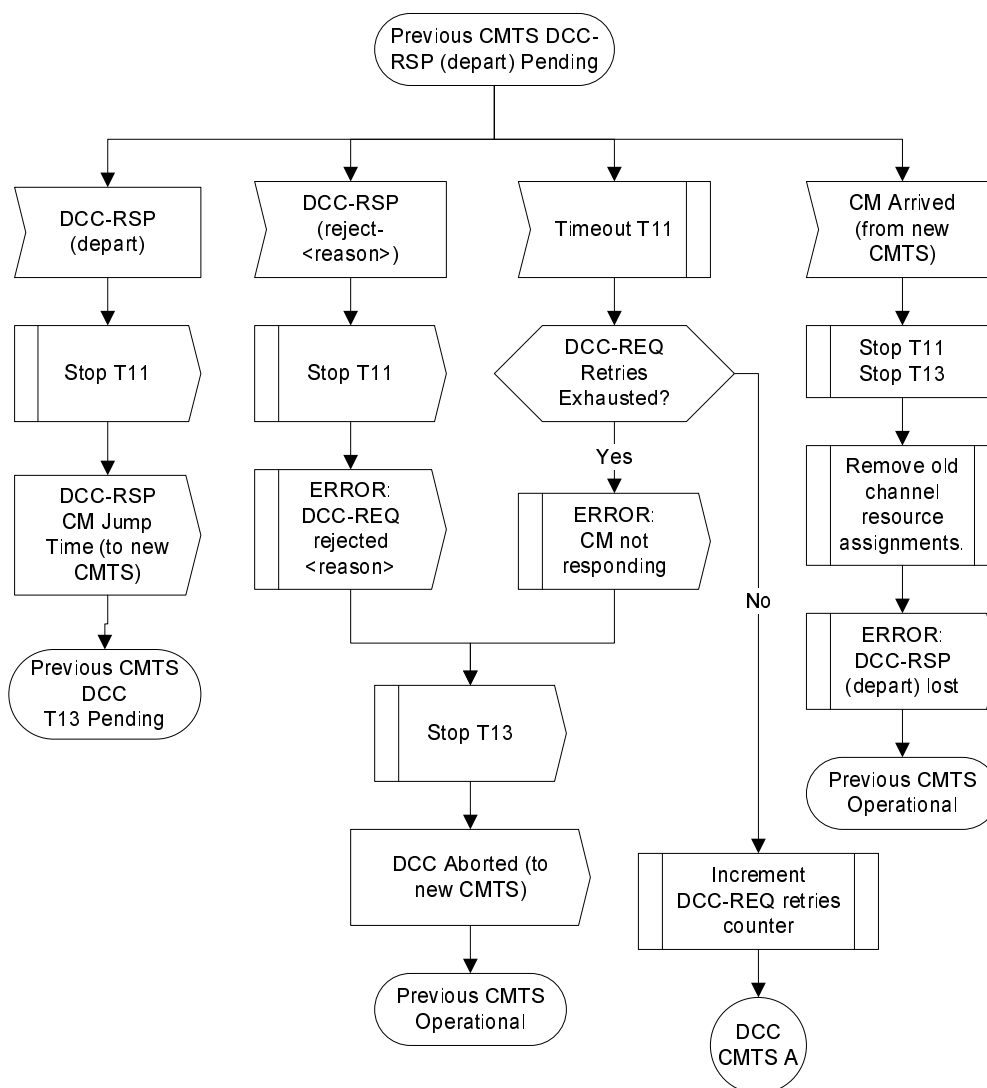 Previous CMTS DCC-
RSP (depart) Pending
DCC-RSP
(depart)
DCC-RSP
(reject-
<reason>)
Timeout T11
CM Arrived
(from new
CMTS)
Stop T11
Stop T11
DCC-REQ
Retries
Exhausted?
Stop T11
Stop T13
Yes
DCC-RSP
CM Jump
Time (to new
CMTS)
ERROR:
DCC-REQ
rejected
<reason>
ERROR:
CM not
responding
Remove old
channel
resource
assignments.
No
Previous CMTS
DCC
T13 Pending
ERROR:
DCC-RSP
(depart) lost
Stop T13
Previous CMTS
Operational
DCC Aborted (to
new CMTS)
Increment
DCC-REQ retries
counter
Previous CMTS
Operational
DCC
CMTS A